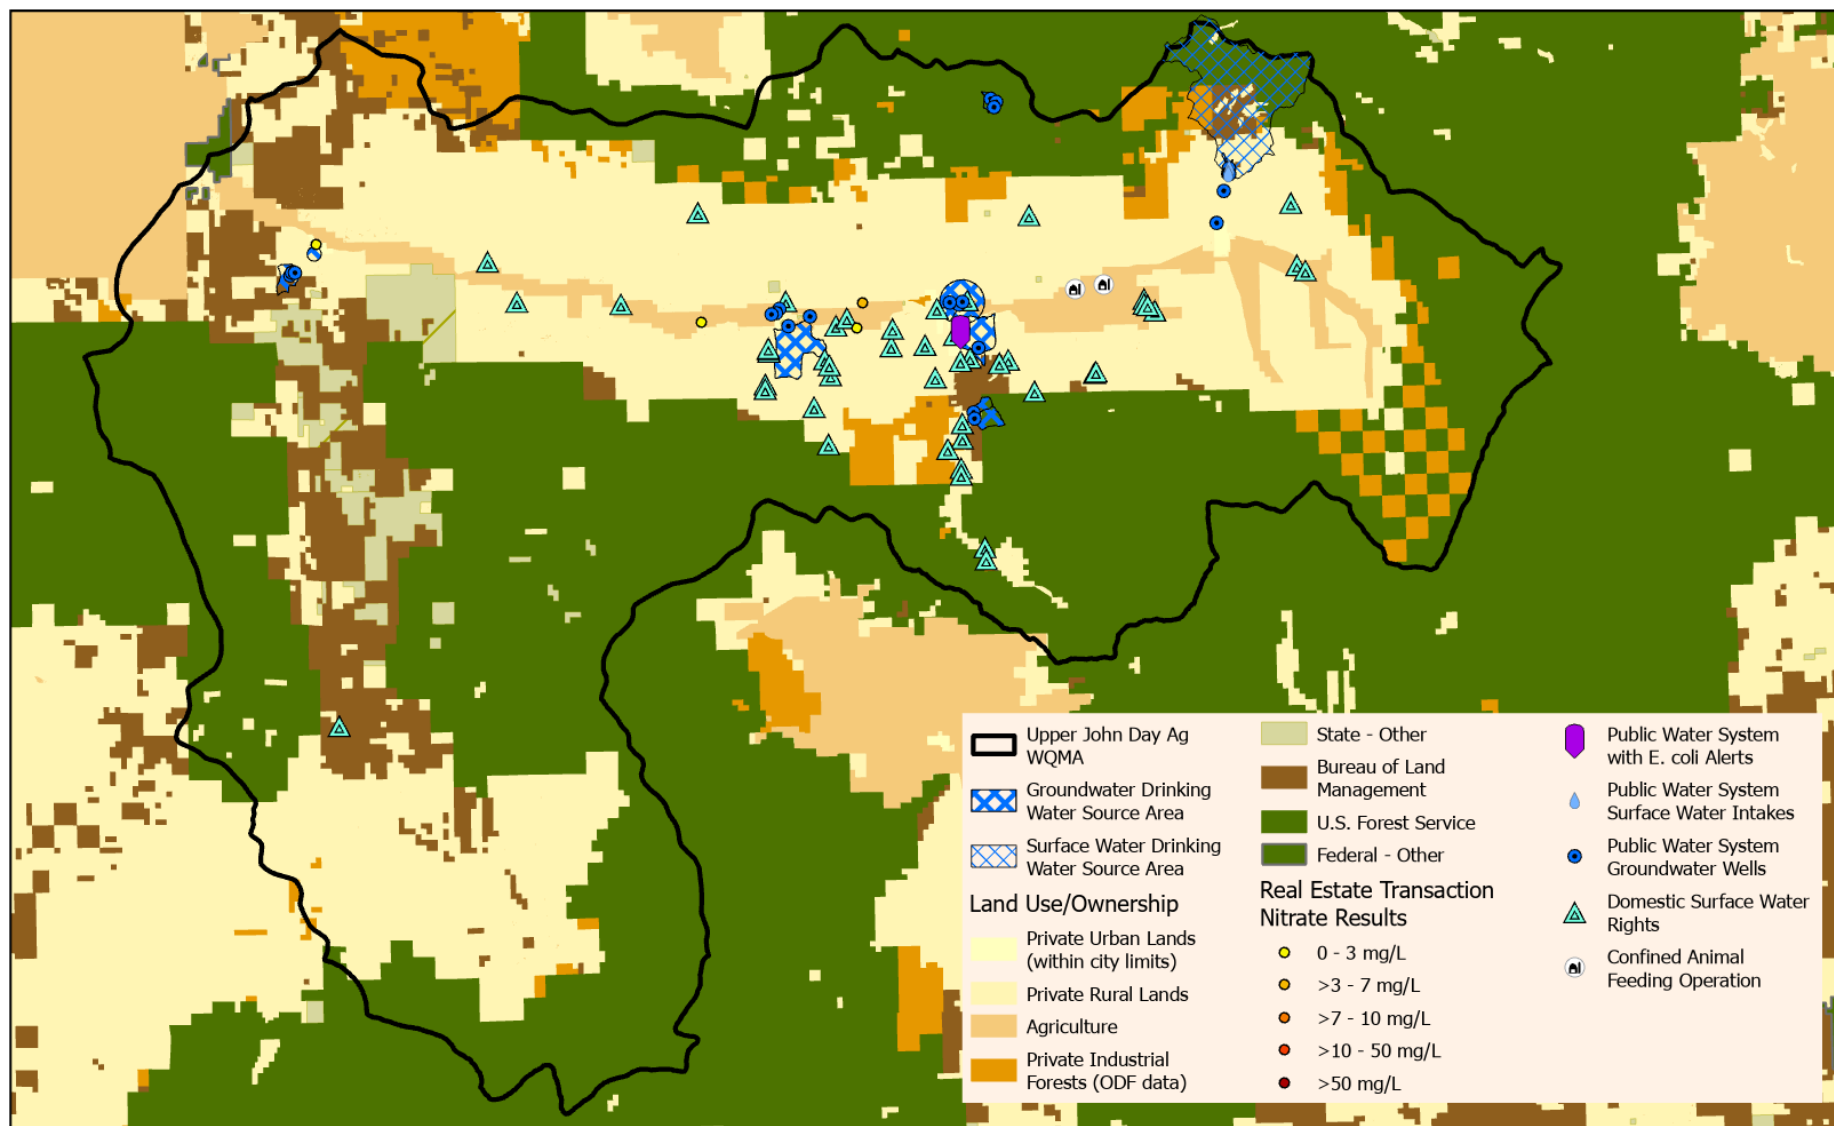 Upper John Day Ag
WQMA
Groundwater Drinking
Water Source Area
Surface Water Drinking
Water Source Area
Land Use/Ownership
Private Urban Lands
(within city limits)
Private Rural Lands
Agriculture
Private Industrial
Forests (ODF data)
State - Other
Bureau of Land
Management
U.S. Forest Service
Federal - Other
Real Estate Transaction
Nitrate Results
0 - 3 mg/L
>3 - 7 mg/L
>7 - 10 mg/L
>10 - 50 mg/L
>50 mg/L
Public Water System
with E. coli Alerts
Public Water System
Surface Water Intakes
Public Water System
Groundwater Wells
Domestic Surface Water
Rights
Confined Animal
Feeding Operation